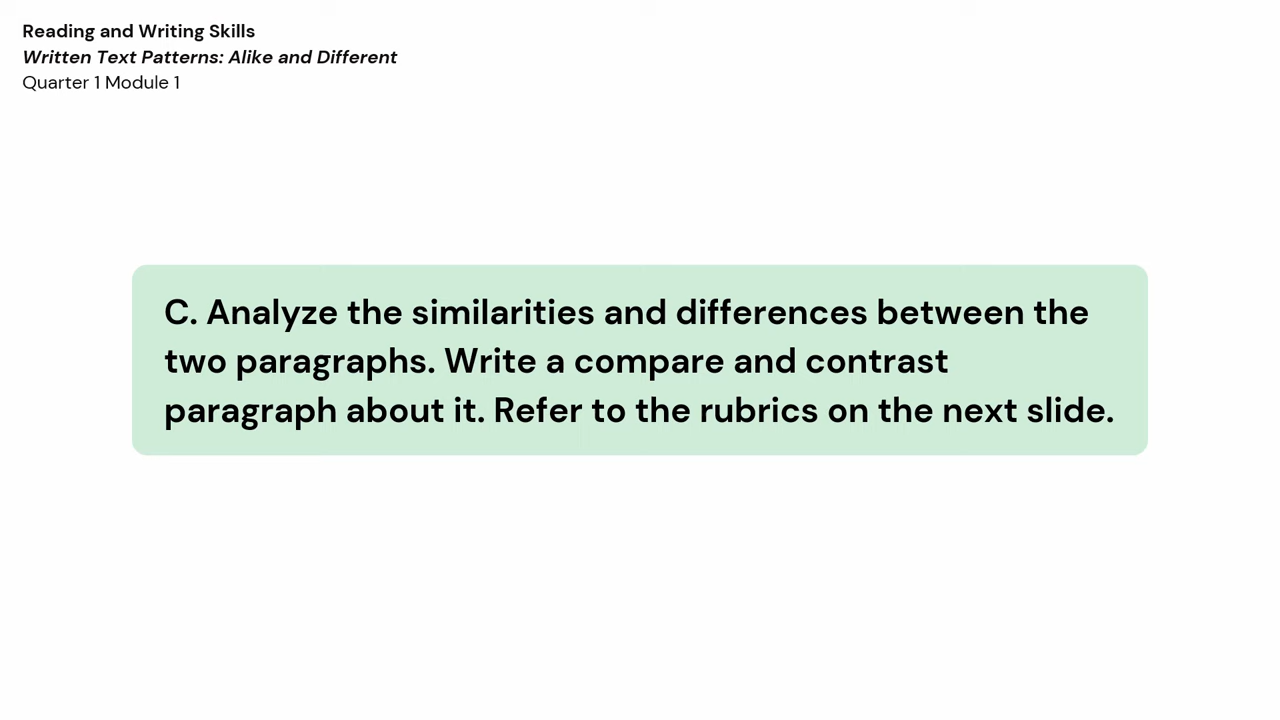 Reading and Writing Skills
Written Text Patterns: Alike and Different
Quarter 1 Module 1
C. Analyze the similarities and differences between the
two paragraphs. Write a compare and contrast
paragraph about it. Refer to the rubrics on the next slide.